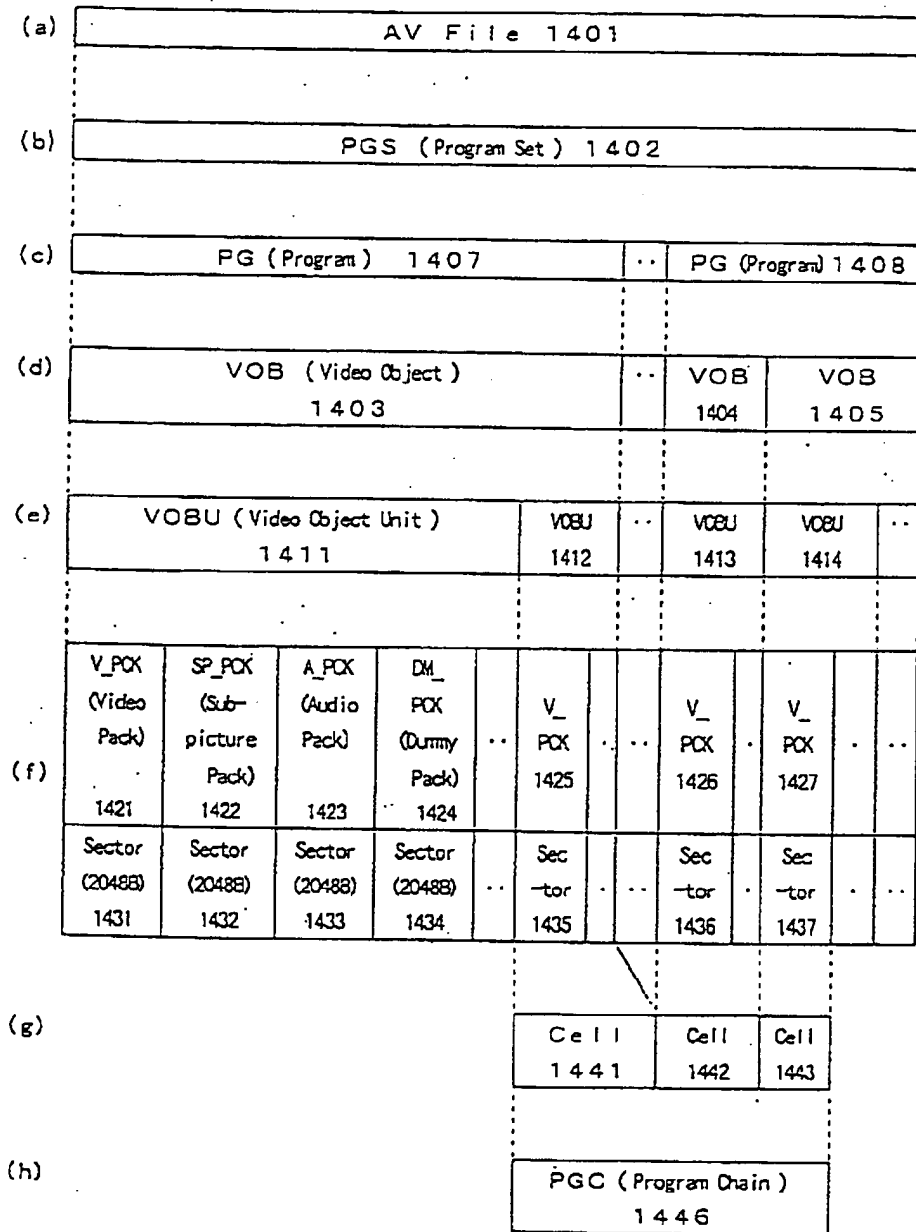 (a) AV File 1401
(b) PGS (Program Set) 1402
(c) PG (Program) 1407 ·· PG (Program) 1408
(d) VOB (Video Object) ·· VOB VOB
1403 1404 1405
(e) VOBU (Video Object Unit) VOBU ·· VOBU VOBU ··
1411 1412 1413 1414
(f)
V_PCK
(Video
Pack)
1421
SP_PCK
(Sub-
picture
Pack)
1422
A_PCK
(Audio
Pack)
1423
DM_
PCK
(Dummy
Pack)
1424
··
V_
PCK
1425
· ··
V_
PCK
1426
·
V_
PCK
1427
· ··
Sector
(2048B)
1431
Sector
(2048B)
1432
Sector
(2048B)
1433
Sector
(2048B)
1434
··
Sec
-tor
1435
· ··
Sec
-tor
1436
·
Sec
-tor
1437
· ··
(g) Cell Cell Cell
1441 1442 1443
(h) PGC (Program Chain)
1446